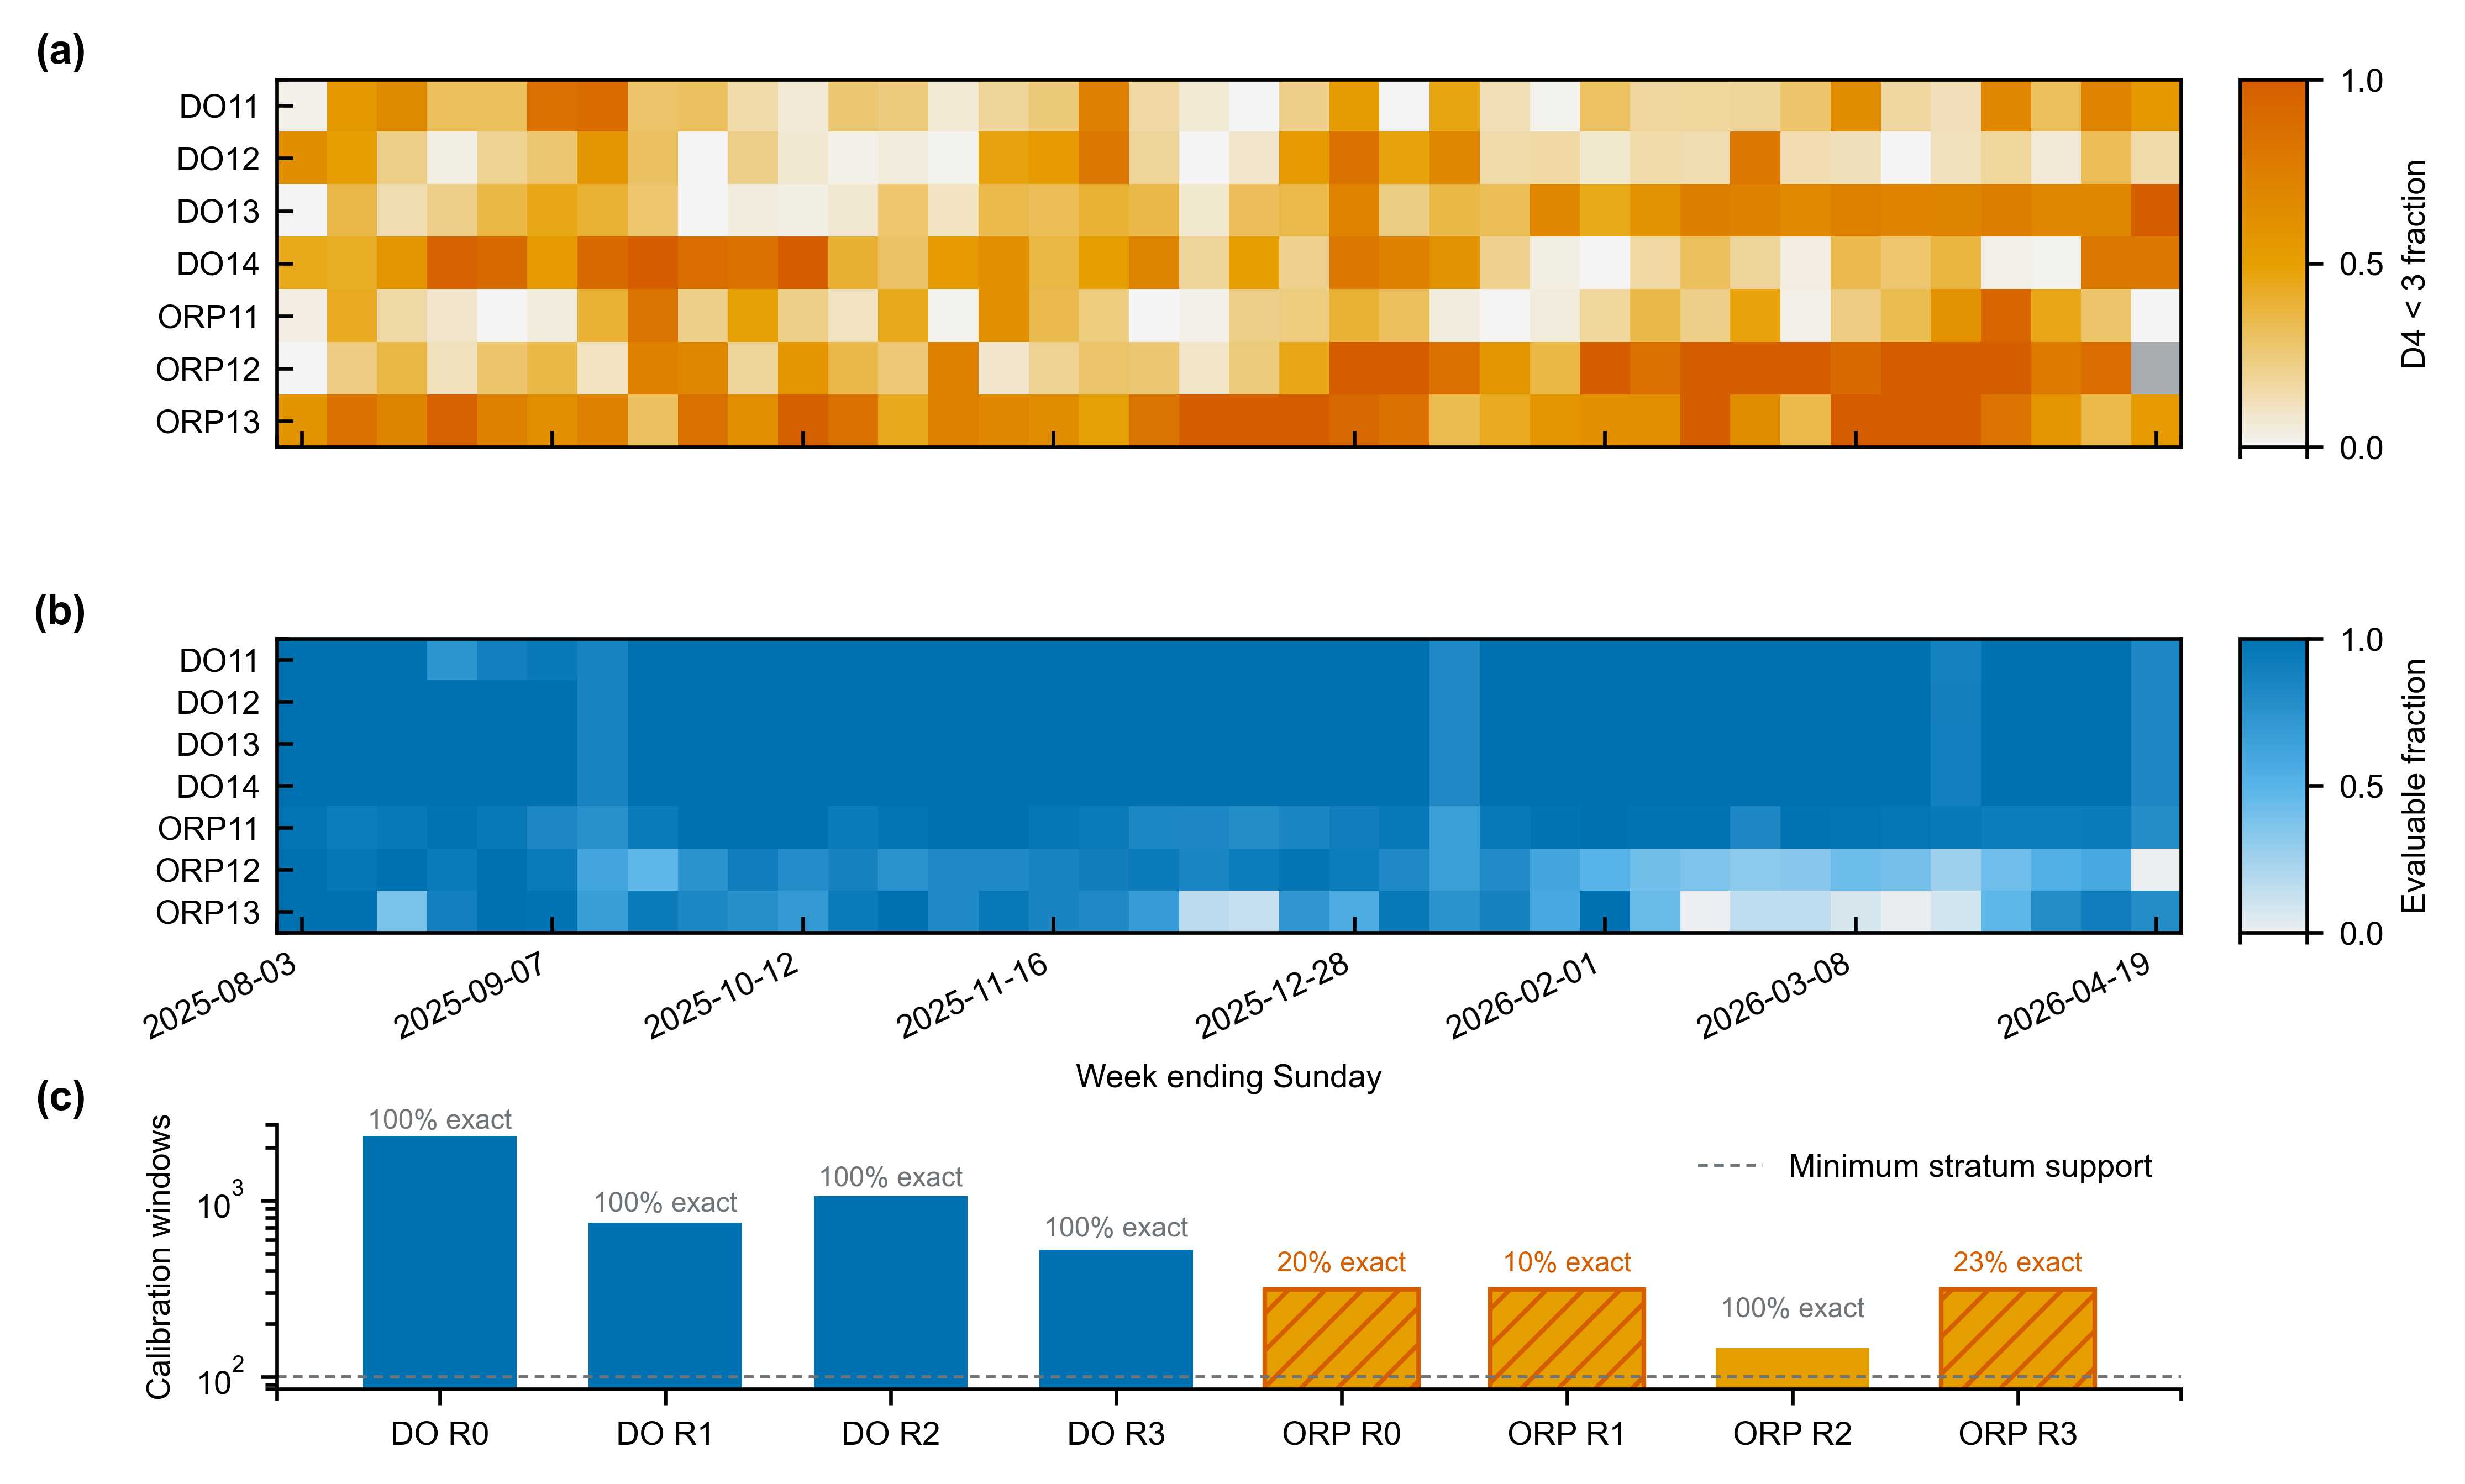 (a)
DO11
DO12
DO13
DO14
ORP11
ORP12
ORP13
1.0
0.5
0.0
D4 < 3 fraction
(b)
DO11
DO12
DO13
DO14
ORP11
ORP12
ORP13
1.0
0.5
0.0
Evaluable fraction
2025-08-03
2025-09-07
2025-10-12
2025-11-16
2025-12-28
2026-02-01
2026-03-08
2026-04-19
Week ending Sunday
(c)
Calibration windows
10^3
10^2
100% exact
100% exact
100% exact
100% exact
20% exact
10% exact
100% exact
23% exact
Minimum stratum support
DO R0
DO R1
DO R2
DO R3
ORP R0
ORP R1
ORP R2
ORP R3